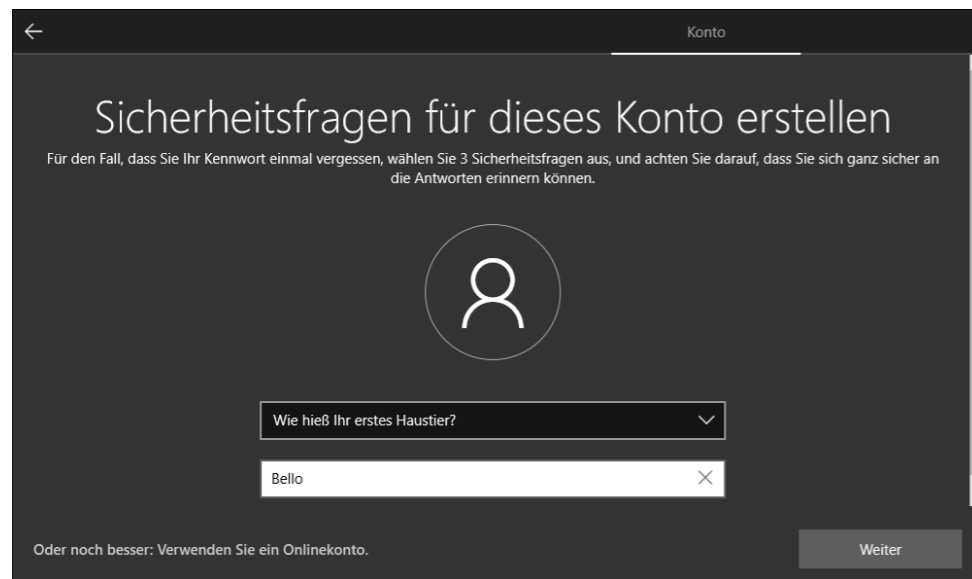 Konto
Sicherheitsfragen für dieses Konto erstellen
Für den Fall, dass Sie Ihr Kennwort einmal vergessen, wählen Sie 3 Sicherheitsfragen aus, und achten Sie darauf, dass Sie sich ganz sicher an
die Antworten erinnern können.
Wie hieß Ihr erstes Haustier?
Bello
Oder noch besser: Verwenden Sie ein Onlinekonto.
Weiter